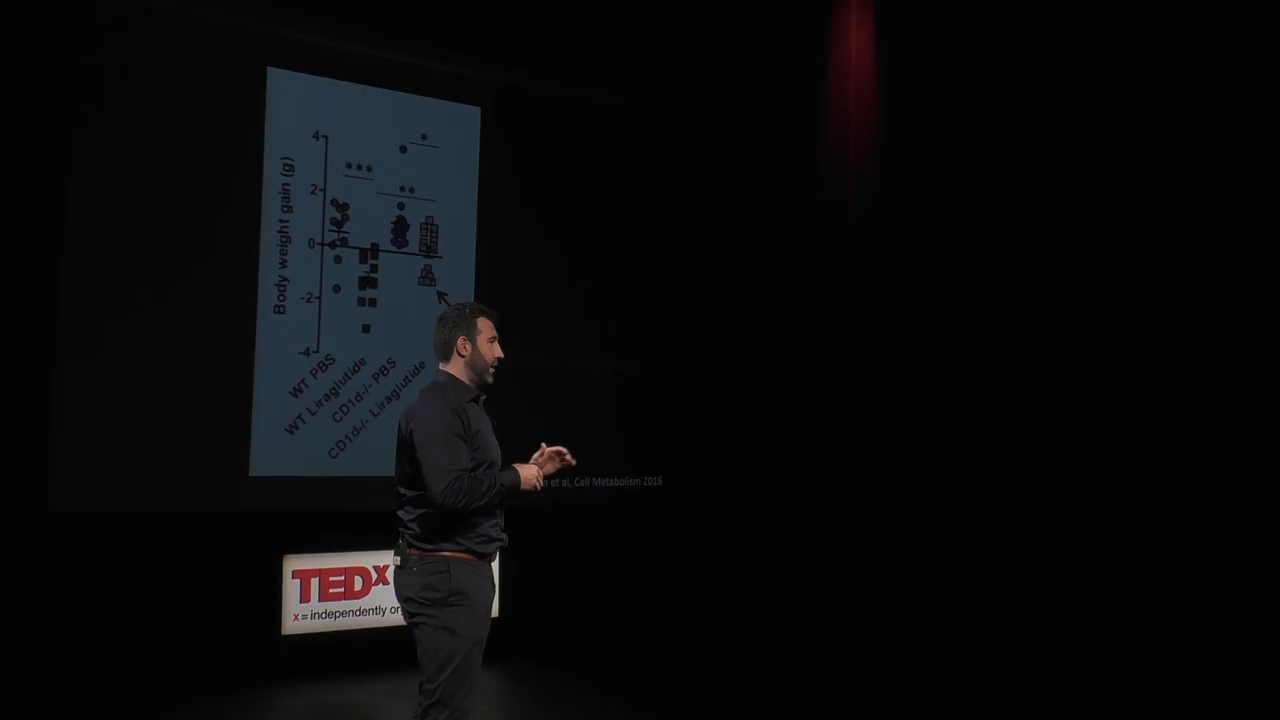 4
*
***
2
**
0
-2
-4
Body weight gain (g)
WT PBS
WT Liraglutide
CD1d-/- PBS
CD1d-/- Liraglutide
et al, Cell Metabolism 2016
TEDx
x = independently